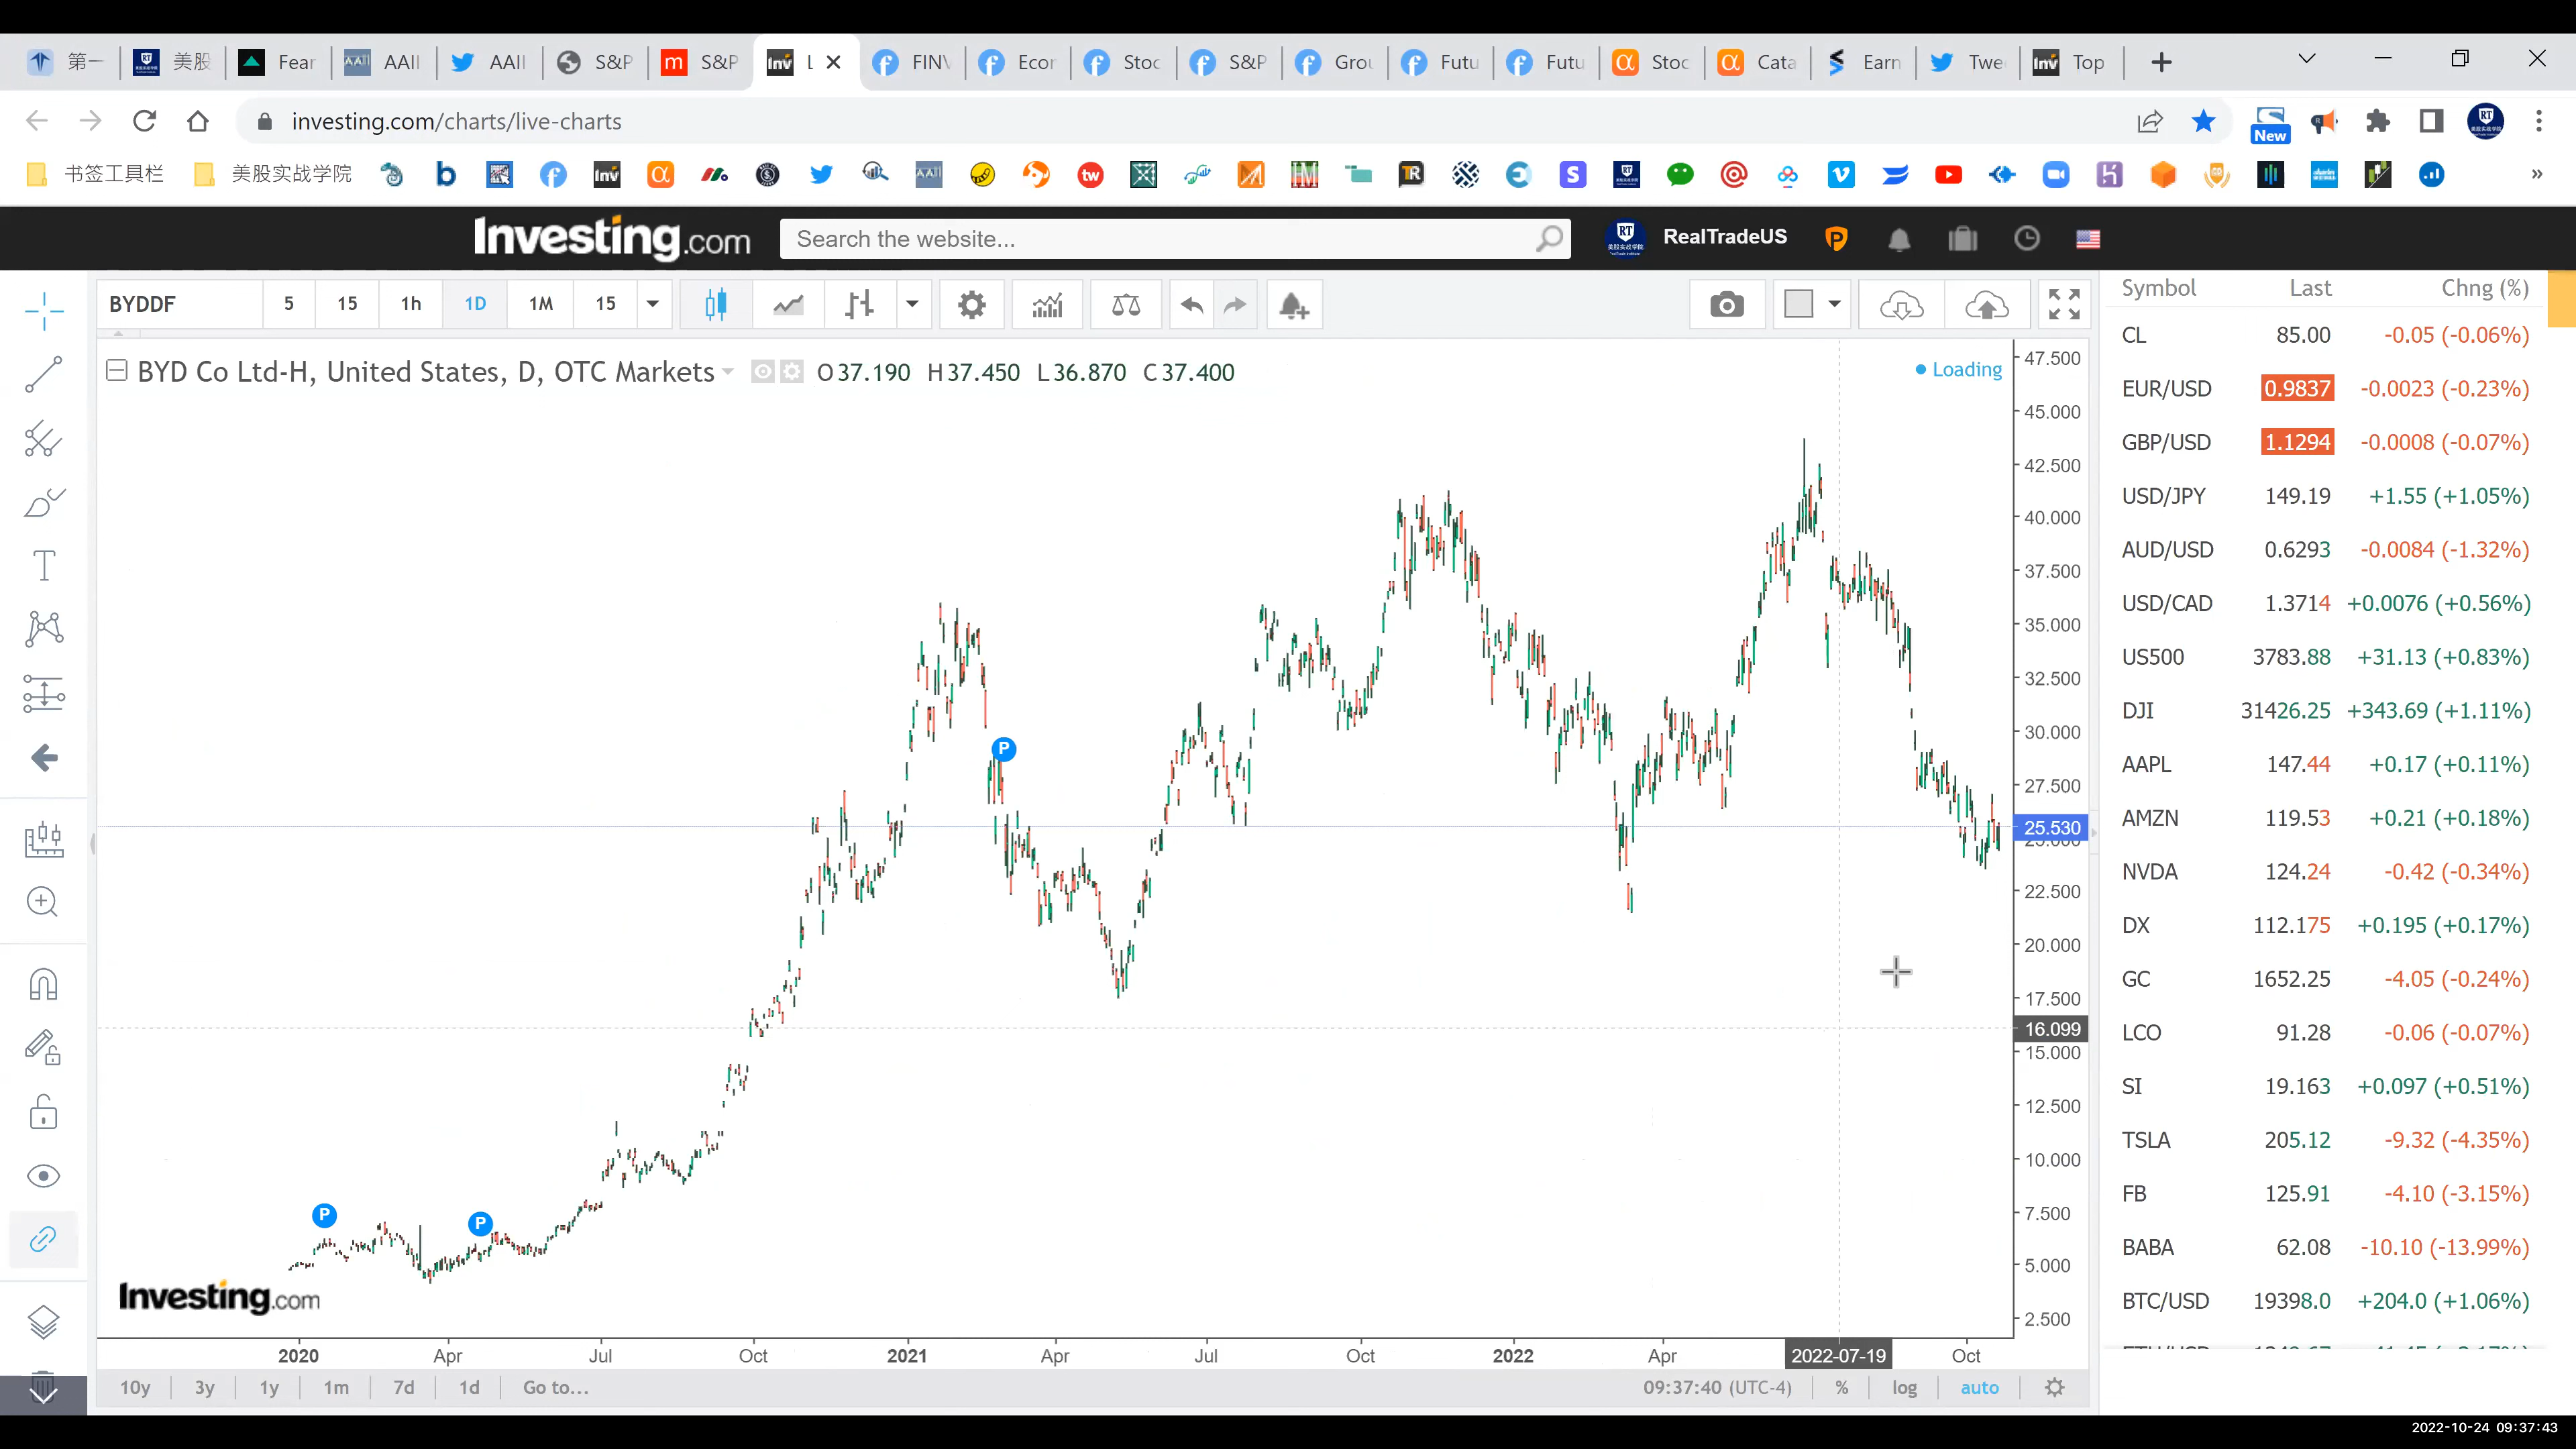 第一 美股 Fear AAII AAII S&P S&P L FINV Econ Stoc S&P Grou Futu Futu Stoc Cata Earn Twe Top
investing.com/charts/live-charts
New
书签工具栏 美股实战学院
Investing.com Search the website... RealTradeUS
BYDDF 5 15 1h 1D 1M 15
BYD Co Ltd-H, United States, D, OTC Markets O37.190 H37.450 L36.870 C37.400
Loading
47.500
45.000
42.500
40.000
37.500
35.000
32.500
30.000
27.500
25.530
25.000
22.500
20.000
17.500
16.099
15.000
12.500
10.000
7.500
5.000
2.500
P
P
P
Investing.com
2020 Apr Jul Oct 2021 Apr Jul Oct 2022 Apr 2022-07-19 Oct
10y 3y 1y 1m 7d 1d Go to... 09:37:40 (UTC-4) % log auto
Symbol Last Chng (%)
CL 85.00 -0.05 (-0.06%)
EUR/USD 0.9837 -0.0023 (-0.23%)
GBP/USD 1.1294 -0.0008 (-0.07%)
USD/JPY 149.19 +1.55 (+1.05%)
AUD/USD 0.6293 -0.0084 (-1.32%)
USD/CAD 1.3714 +0.0076 (+0.56%)
US500 3783.88 +31.13 (+0.83%)
DJI 31426.25 +343.69 (+1.11%)
AAPL 147.44 +0.17 (+0.11%)
AMZN 119.53 +0.21 (+0.18%)
NVDA 124.24 -0.42 (-0.34%)
DX 112.175 +0.195 (+0.17%)
GC 1652.25 -4.05 (-0.24%)
LCO 91.28 -0.06 (-0.07%)
SI 19.163 +0.097 (+0.51%)
TSLA 205.12 -9.32 (-4.35%)
FB 125.91 -4.10 (-3.15%)
BABA 62.08 -10.10 (-13.99%)
BTC/USD 19398.0 +204.0 (+1.06%)
2022-10-24 09:37:43